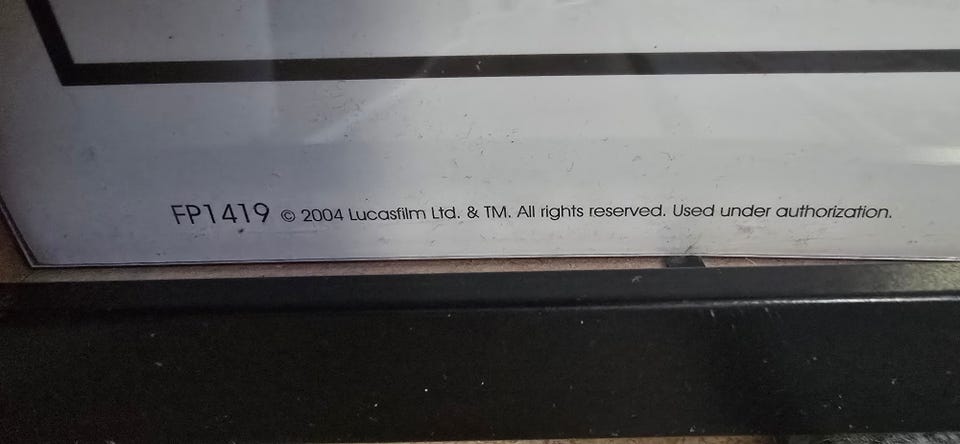 FP1419 © 2004 Lucasfilm Ltd. & TM. All rights reserved. Used under authorization.